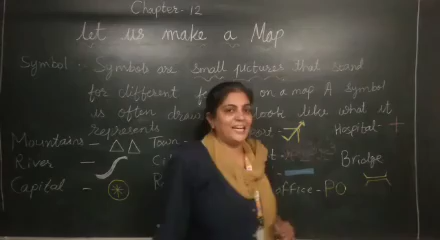 Chapter-12
Let us make a Map
Symbol - Symbols are small pictures that stand
for different on a map A symbol
is often look like what it
represents
Mountains - Town - - Hospital -
River - Bridge
Capital - office - PO